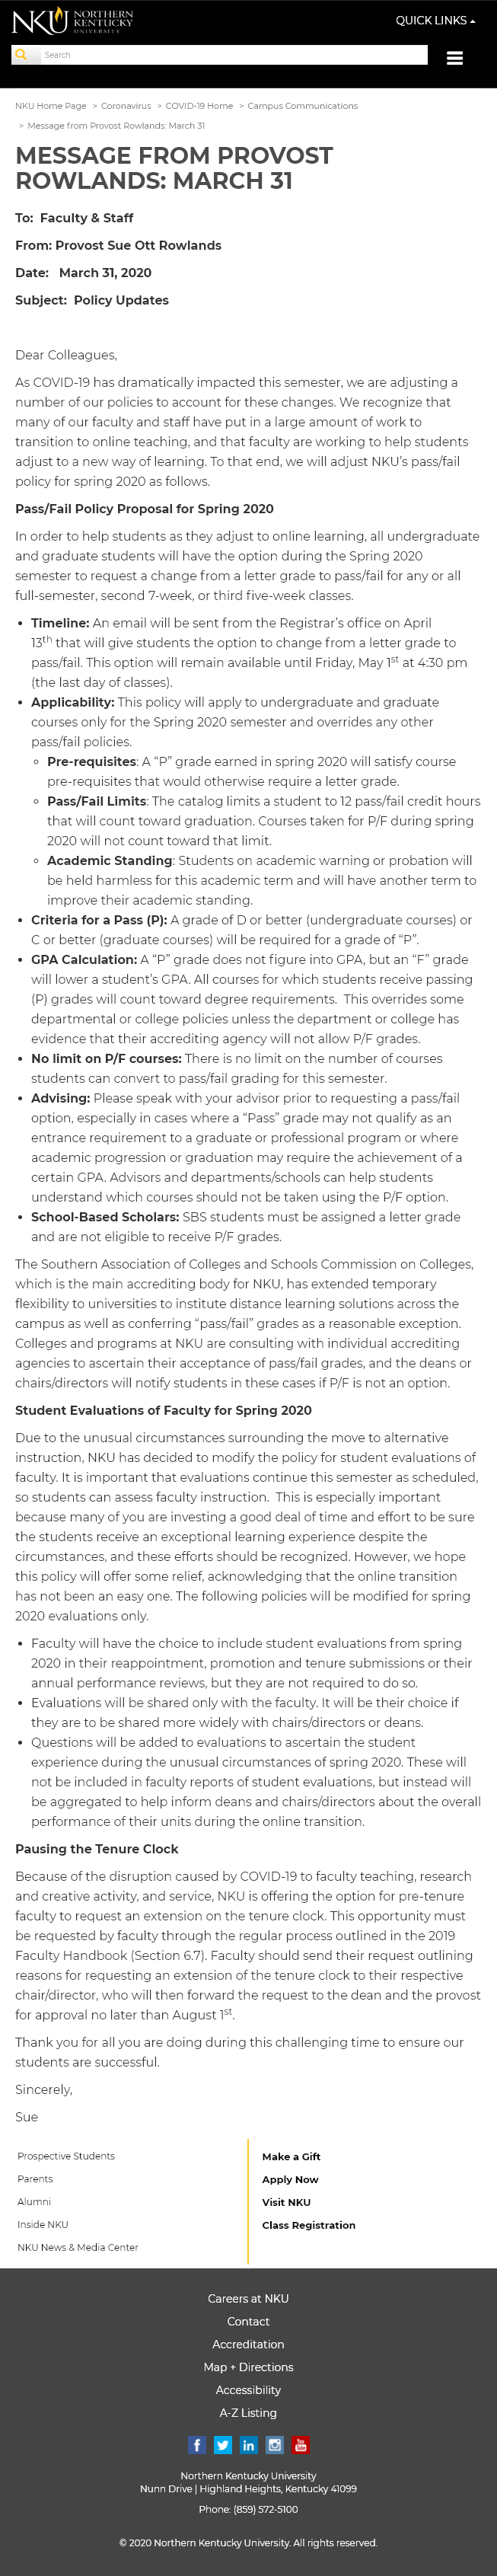 NKU NORTHERN
KENTUCKY
UNIVERSITY
QUICK LINKS
Search
NKU Home Page > Coronavirus > COVID-19 Home > Campus Communications
> Message from Provost Rowlands: March 31
MESSAGE FROM PROVOST
ROWLANDS: MARCH 31
To: Faculty & Staff
From: Provost Sue Ott Rowlands
Date: March 31, 2020
Subject: Policy Updates
Dear Colleagues,
As COVID-19 has dramatically impacted this semester, we are adjusting a
number of our policies to account for these changes. We recognize that
many of our faculty and staff have put in a large amount of work to
transition to online teaching, and that faculty are working to help students
adjust to a new way of learning. To that end, we will adjust NKU’s pass/fail
policy for spring 2020 as follows.
Pass/Fail Policy Proposal for Spring 2020
In order to help students as they adjust to online learning, all undergraduate
and graduate students will have the option during the Spring 2020
semester to request a change from a letter grade to pass/fail for any or all
full-semester, second 7-week, or third five-week classes.
• Timeline: An email will be sent from the Registrar’s office on April
13th that will give students the option to change from a letter grade to
pass/fail. This option will remain available until Friday, May 1st at 4:30 pm
(the last day of classes).
• Applicability: This policy will apply to undergraduate and graduate
courses only for the Spring 2020 semester and overrides any other
pass/fail policies.
◦ Pre-requisites: A “P” grade earned in spring 2020 will satisfy course
pre-requisites that would otherwise require a letter grade.
◦ Pass/Fail Limits: The catalog limits a student to 12 pass/fail credit hours
that will count toward graduation. Courses taken for P/F during spring
2020 will not count toward that limit.
◦ Academic Standing: Students on academic warning or probation will
be held harmless for this academic term and will have another term to
improve their academic standing.
• Criteria for a Pass (P): A grade of D or better (undergraduate courses) or
C or better (graduate courses) will be required for a grade of “P”.
• GPA Calculation: A “P” grade does not figure into GPA, but an “F” grade
will lower a student’s GPA. All courses for which students receive passing
(P) grades will count toward degree requirements. This overrides some
departmental or college policies unless the department or college has
evidence that their accrediting agency will not allow P/F grades.
• No limit on P/F courses: There is no limit on the number of courses
students can convert to pass/fail grading for this semester.
• Advising: Please speak with your advisor prior to requesting a pass/fail
option, especially in cases where a “Pass” grade may not qualify as an
entrance requirement to a graduate or professional program or where
academic progression or graduation may require the achievement of a
certain GPA. Advisors and departments/schools can help students
understand which courses should not be taken using the P/F option.
• School-Based Scholars: SBS students must be assigned a letter grade
and are not eligible to receive P/F grades.
The Southern Association of Colleges and Schools Commission on Colleges,
which is the main accrediting body for NKU, has extended temporary
flexibility to universities to institute distance learning solutions across the
campus as well as conferring “pass/fail” grades as a reasonable exception.
Colleges and programs at NKU are consulting with individual accrediting
agencies to ascertain their acceptance of pass/fail grades, and the deans or
chairs/directors will notify students in these cases if P/F is not an option.
Student Evaluations of Faculty for Spring 2020
Due to the unusual circumstances surrounding the move to alternative
instruction, NKU has decided to modify the policy for student evaluations of
faculty. It is important that evaluations continue this semester as scheduled,
so students can assess faculty instruction. This is especially important
because many of you are investing a good deal of time and effort to be sure
the students receive an exceptional learning experience despite the
circumstances, and these efforts should be recognized. However, we hope
this policy will offer some relief, acknowledging that the online transition
has not been an easy one. The following policies will be modified for spring
2020 evaluations only.
• Faculty will have the choice to include student evaluations from spring
2020 in their reappointment, promotion and tenure submissions or their
annual performance reviews, but they are not required to do so.
• Evaluations will be shared only with the faculty. It will be their choice if
they are to be shared more widely with chairs/directors or deans.
• Questions will be added to evaluations to ascertain the student
experience during the unusual circumstances of spring 2020. These will
not be included in faculty reports of student evaluations, but instead will
be aggregated to help inform deans and chairs/directors about the overall
performance of their units during the online transition.
Pausing the Tenure Clock
Because of the disruption caused by COVID-19 to faculty teaching, research
and creative activity, and service, NKU is offering the option for pre-tenure
faculty to request an extension on the tenure clock. This opportunity must
be requested by faculty through the regular process outlined in the 2019
Faculty Handbook (Section 6.7). Faculty should send their request outlining
reasons for requesting an extension of the tenure clock to their respective
chair/director, who will then forward the request to the dean and the provost
for approval no later than August 1st.
Thank you for all you are doing during this challenging time to ensure our
students are successful.
Sincerely,
Sue
Prospective Students
Parents
Alumni
Inside NKU
NKU News & Media Center
Make a Gift
Apply Now
Visit NKU
Class Registration
Careers at NKU
Contact
Accreditation
Map + Directions
Accessibility
A-Z Listing
Northern Kentucky University
Nunn Drive | Highland Heights, Kentucky 41099
Phone: (859) 572-5100
© 2020 Northern Kentucky University. All rights reserved.